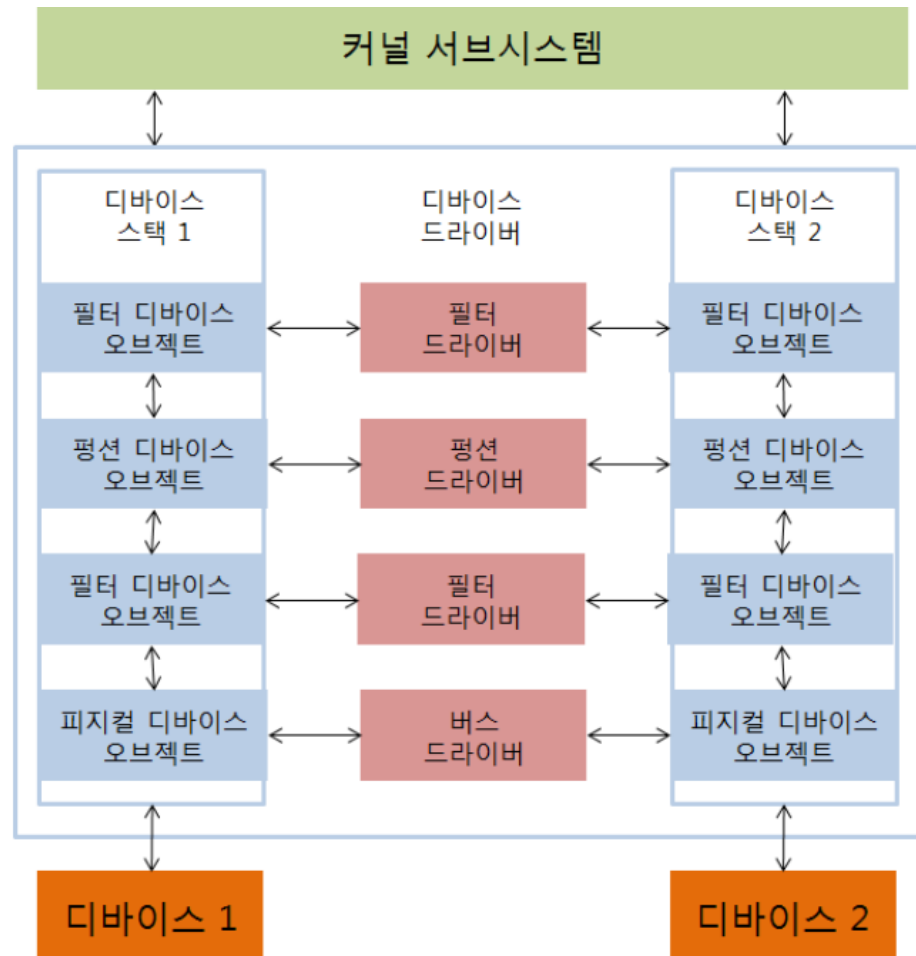 커널 서브시스템
디바이스
스택 1
디바이스
드라이버
디바이스
스택 2
필터 디바이스
오브젝트
필터
드라이버
필터 디바이스
오브젝트
펑션 디바이스
오브젝트
펑션
드라이버
펑션 디바이스
오브젝트
필터 디바이스
오브젝트
필터
드라이버
필터 디바이스
오브젝트
피지컬 디바이스
오브젝트
버스
드라이버
피지컬 디바이스
오브젝트
디바이스 1
디바이스 2